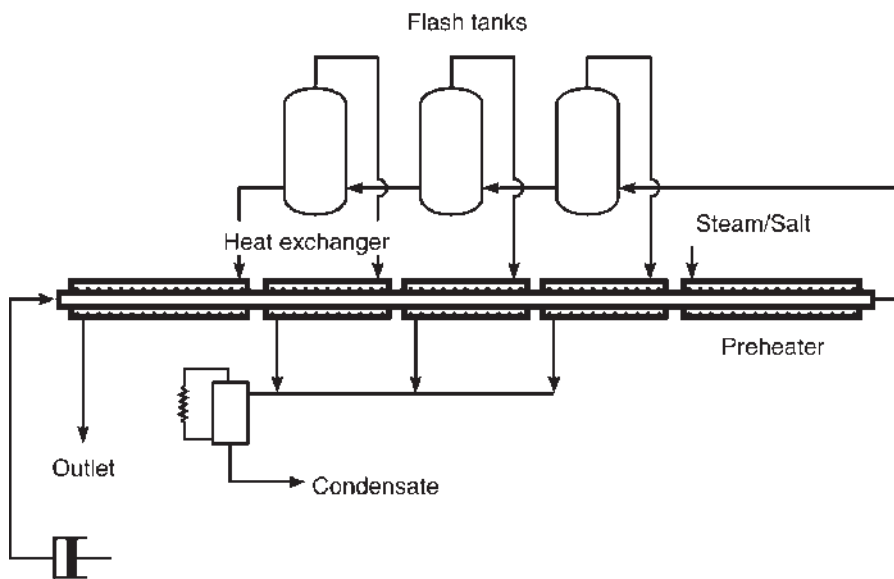 Flash tanks
Steam/Salt
Heat exchanger
Preheater
Outlet
Condensate